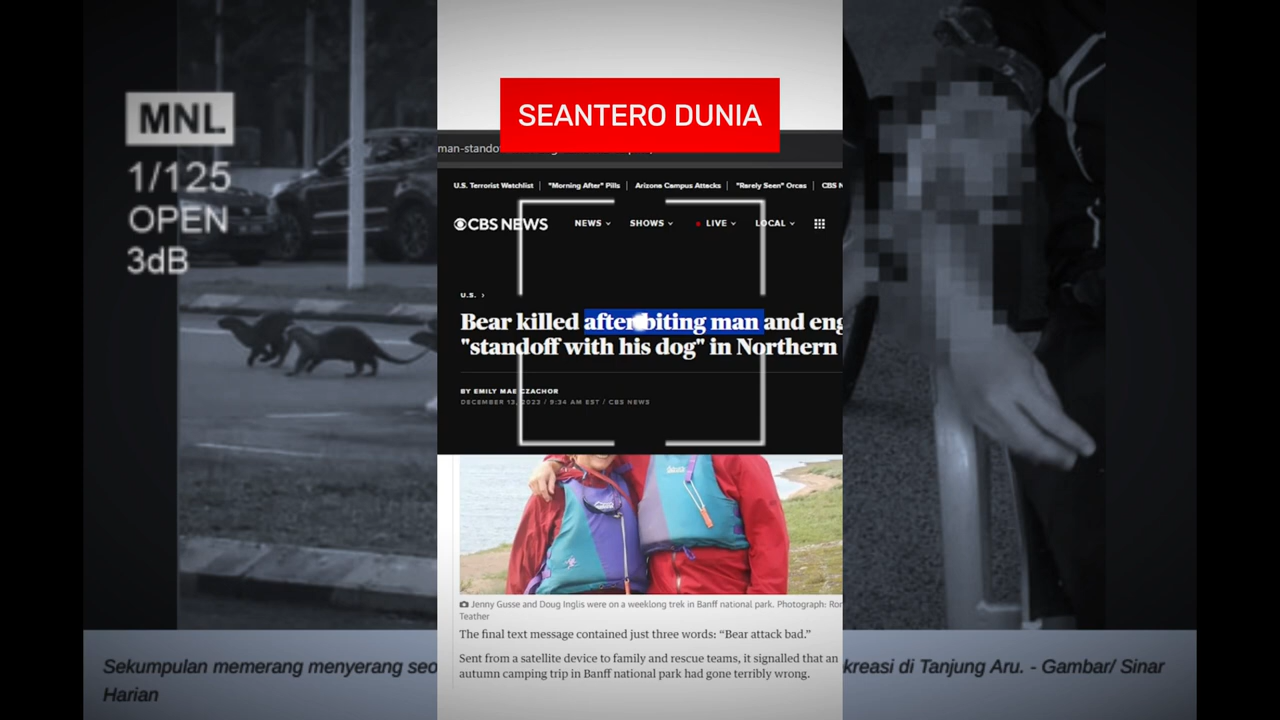 MNL
1/125
OPEN
3dB
SEANTERO DUNIA
man-stando
U.S. Terrorist Watchlist | "Morning After" Pills | Arizona Campus Attacks | "Rarely Seen" Orcas | CBS N
CBS NEWS NEWS SHOWS LIVE LOCAL
U.S. ›
Bear killed after biting man and eng
"standoff with his dog" in Northern
BY EMILY MAE CZACHOR
DECEMBER 13, 2023 / 9:34 AM EST / CBS NEWS
Jenny Gusse and Doug Inglis were on a weeklong trek in Banff national park. Photograph: Ron
Teather
The final text message contained just three words: “Bear attack bad.”
Sent from a satellite device to family and rescue teams, it signalled that an
autumn camping trip in Banff national park had gone terribly wrong.
Sekumpulan memerang menyerang seo
kreasi di Tanjung Aru. - Gambar/ Sinar
Harian